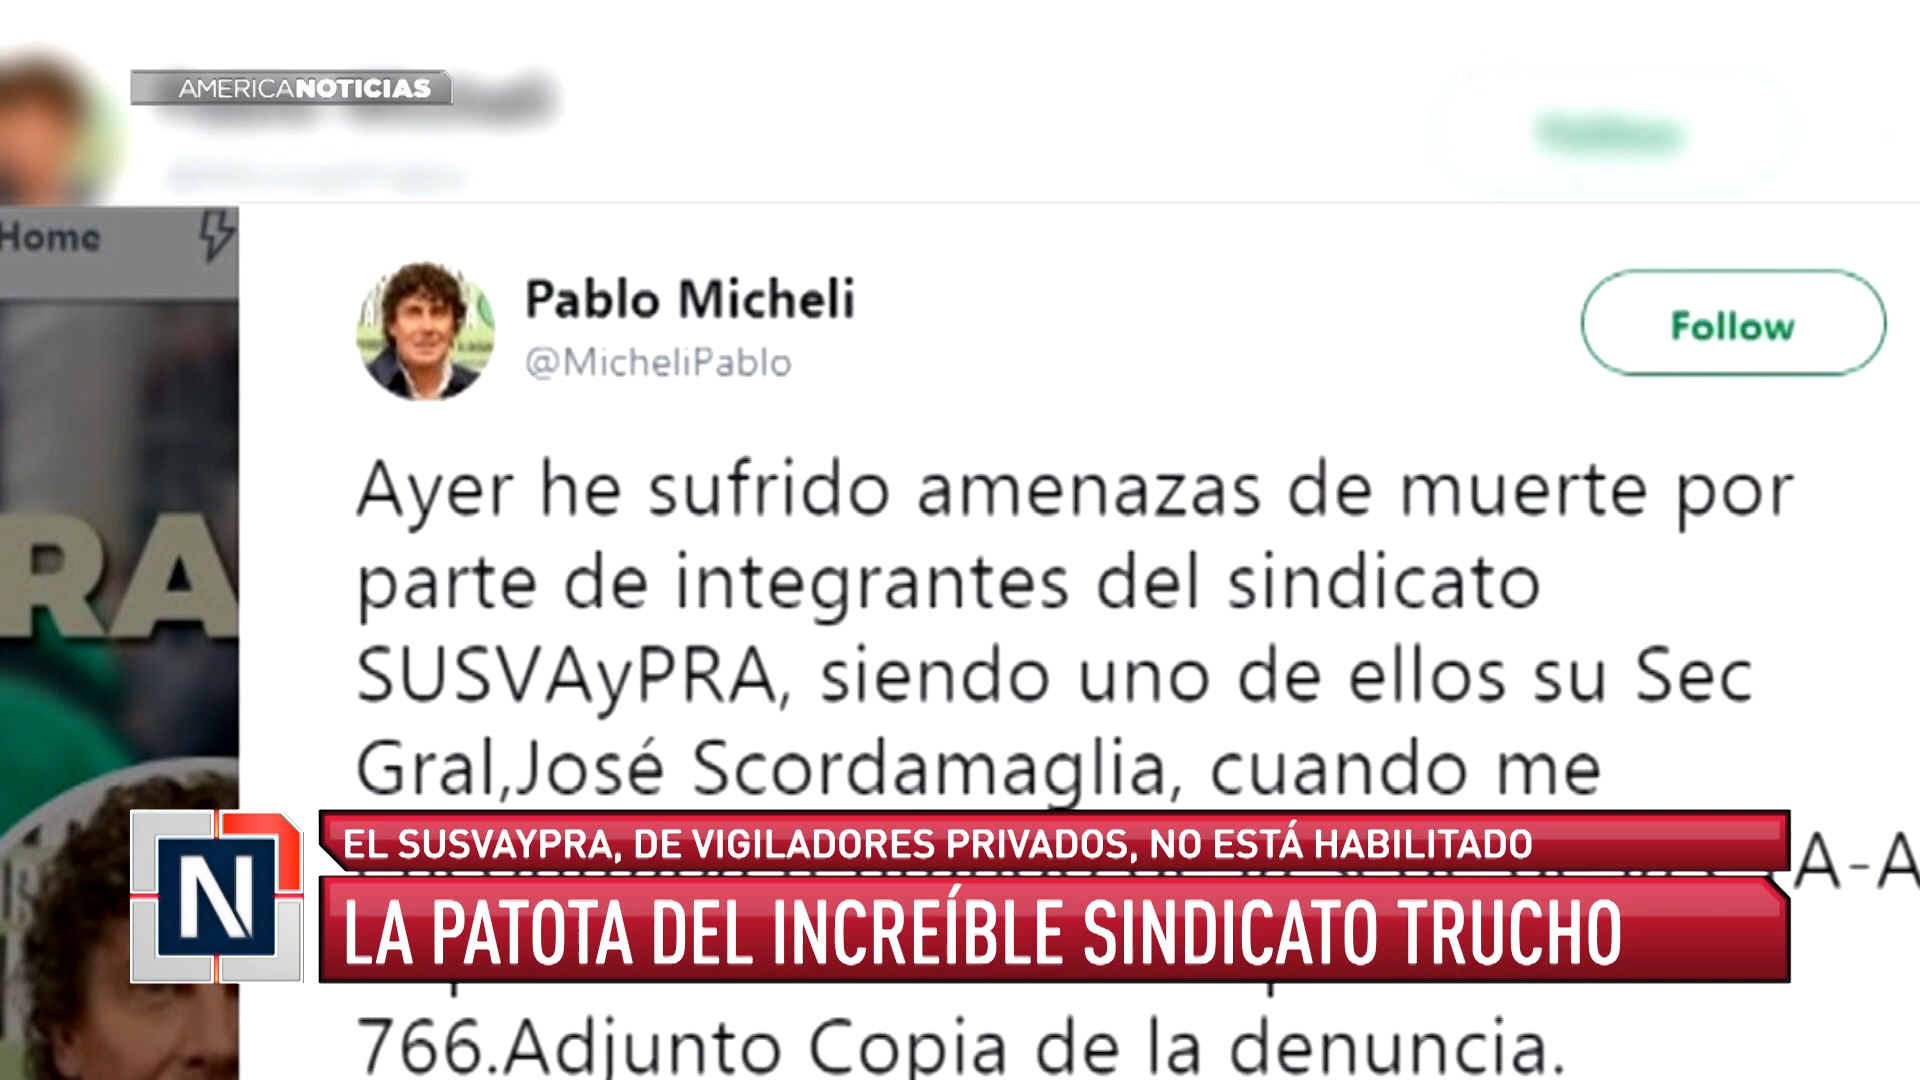 AMERICANOTICIAS
Home
Pablo Micheli
@MicheliPablo
Follow
RA
Ayer he sufrido amenazas de muerte por
parte de integrantes del sindicato
SUSVAyPRA, siendo uno de ellos su Sec
Gral,José Scordamaglia, cuando me
A-A
EL SUSVAYPRA, DE VIGILADORES PRIVADOS, NO ESTÁ HABILITADO
N
LA PATOTA DEL INCREÍBLE SINDICATO TRUCHO
766.Adjunto Copia de la denuncia.